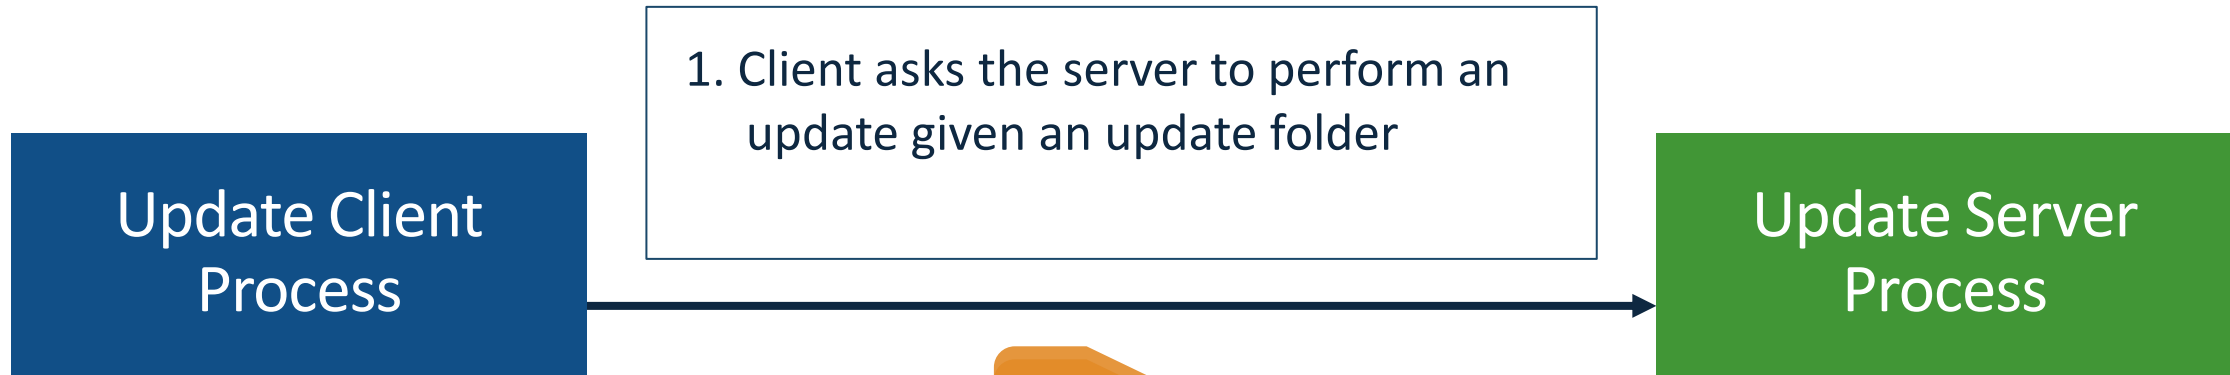 1. Client asks the server to perform an
update given an update folder
Update Client
Process
Update Server
Process